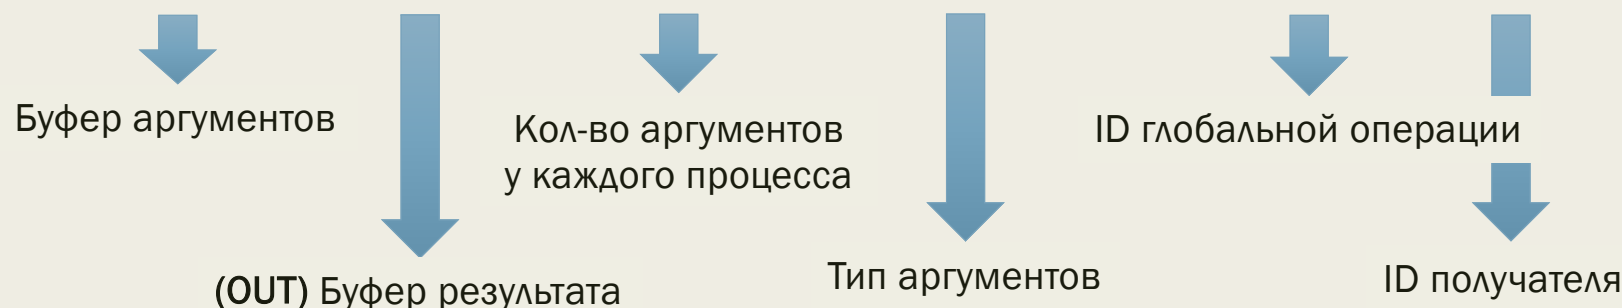 Буфер аргументов
Кол-во аргументов
у каждого процесса
ID глобальной операции
(OUT) Буфер результата
Тип аргументов
ID получателя